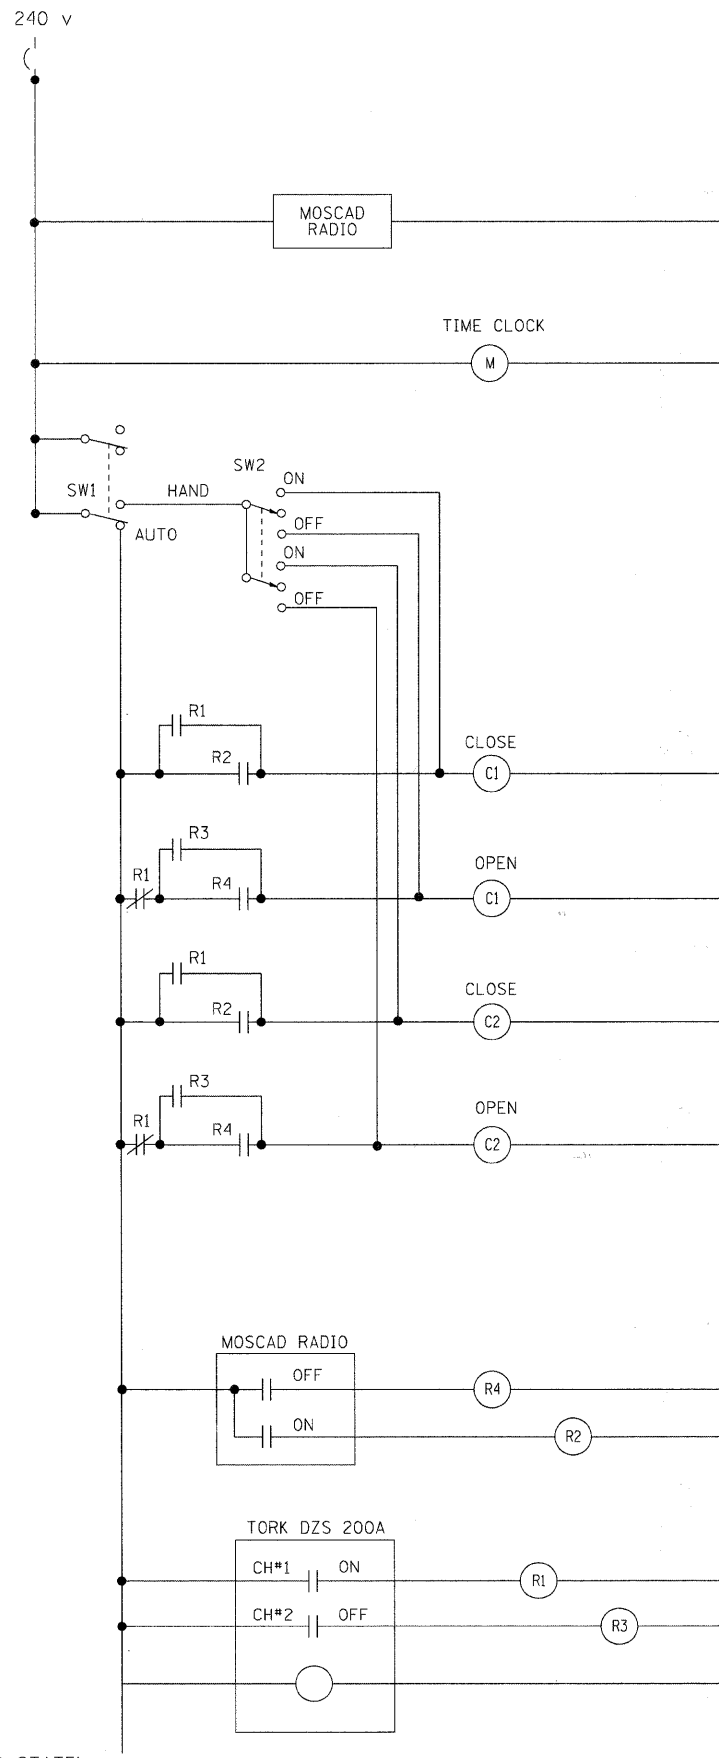 240 V
MOSCAD
RADIO
TIME CLOCK
M
SW2
ON
SW1
HAND
OFF
AUTO
ON
OFF
R1
CLOSE
R2
C1
R3
OPEN
R1
R4
C1
R1
CLOSE
R2
C2
R3
OPEN
R1
R4
C2
MOSCAD RADIO
OFF
R4
ON
R2
TORK DZS 200A
CH#1 ON
R1
CH#2 OFF
R3